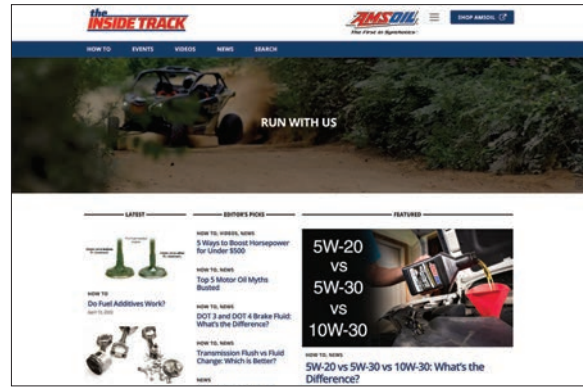 the
INSIDE TRACK
AMSOIL
The First in Synthetics
SHOP AMSOIL
HOW TO EVENTS VIDEOS NEWS SEARCH
RUN WITH US
LATEST
HOW TO
Do Fuel Additives Work?
EDITOR'S PICKS
HOW TO, VIDEOS, NEWS
5 Ways to Boost Horsepower
for Under $500
HOW TO, NEWS
Top 5 Motor Oil Myths
Busted
HOW TO, NEWS
DOT 3 and DOT 4 Brake Fluid:
What's the Difference?
HOW TO, NEWS
Transmission Flush vs Fluid
Change: Which is Better?
NEWS
FEATURED
5W-20
vs
5W-30
vs
10W-30
HOW TO, NEWS
5W-20 vs 5W-30 vs 10W-30: What's the
Difference?